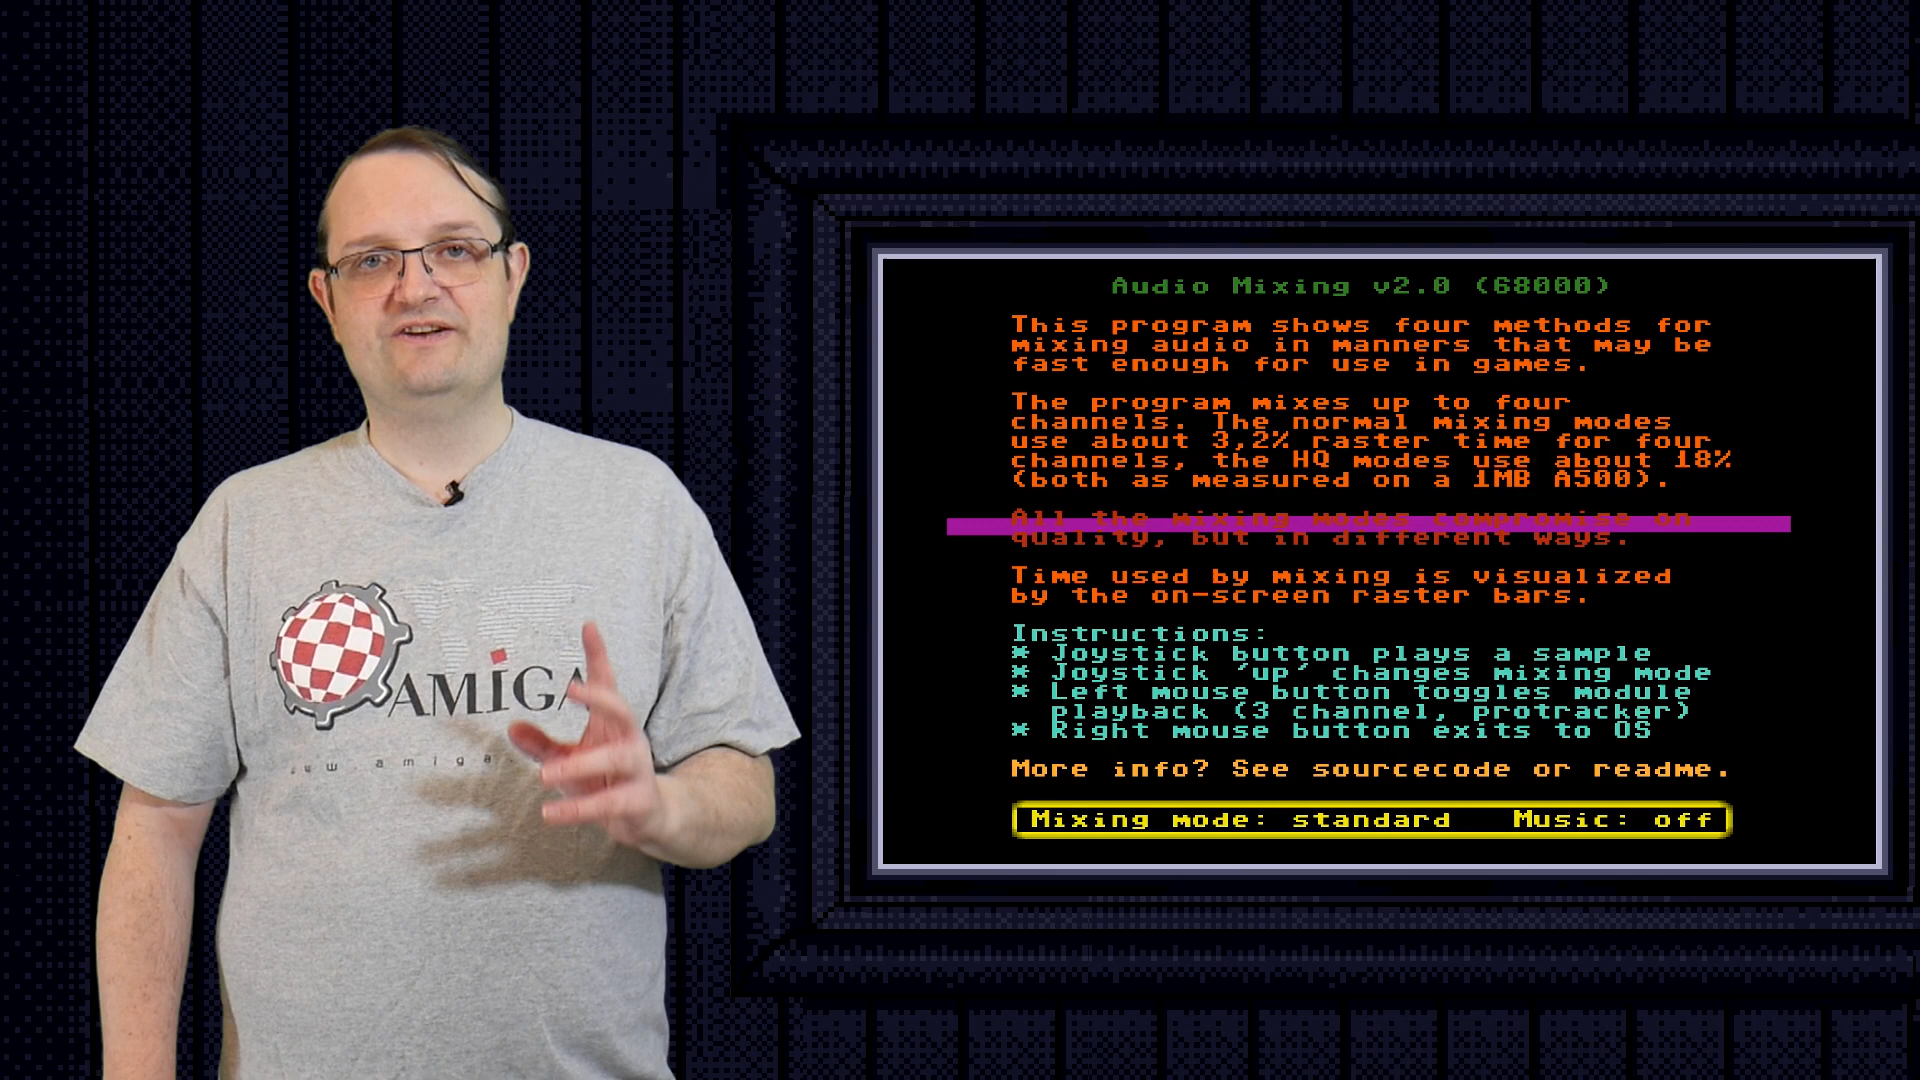 Audio Mixing v2.0 (68000)
This program shows four methods for
mixing audio in manners that may be
fast enough for use in games.
The program mixes up to four
channels. The normal mixing modes
use about 3,2% raster time for four
channels, the HQ modes use about 18%
(both as measured on a 1MB A500).
All the mixing modes compromise on
quality, but in different ways.
Time used by mixing is visualized
by the on-screen raster bars.
Instructions:
* Joystick button plays a sample
* Joystick 'up' changes mixing mode
* Left mouse button toggles module
playback (3 channel, protracker)
* Right mouse button exits to OS
More info? See sourcecode or readme.
Mixing mode: standard Music: off
AMIGA